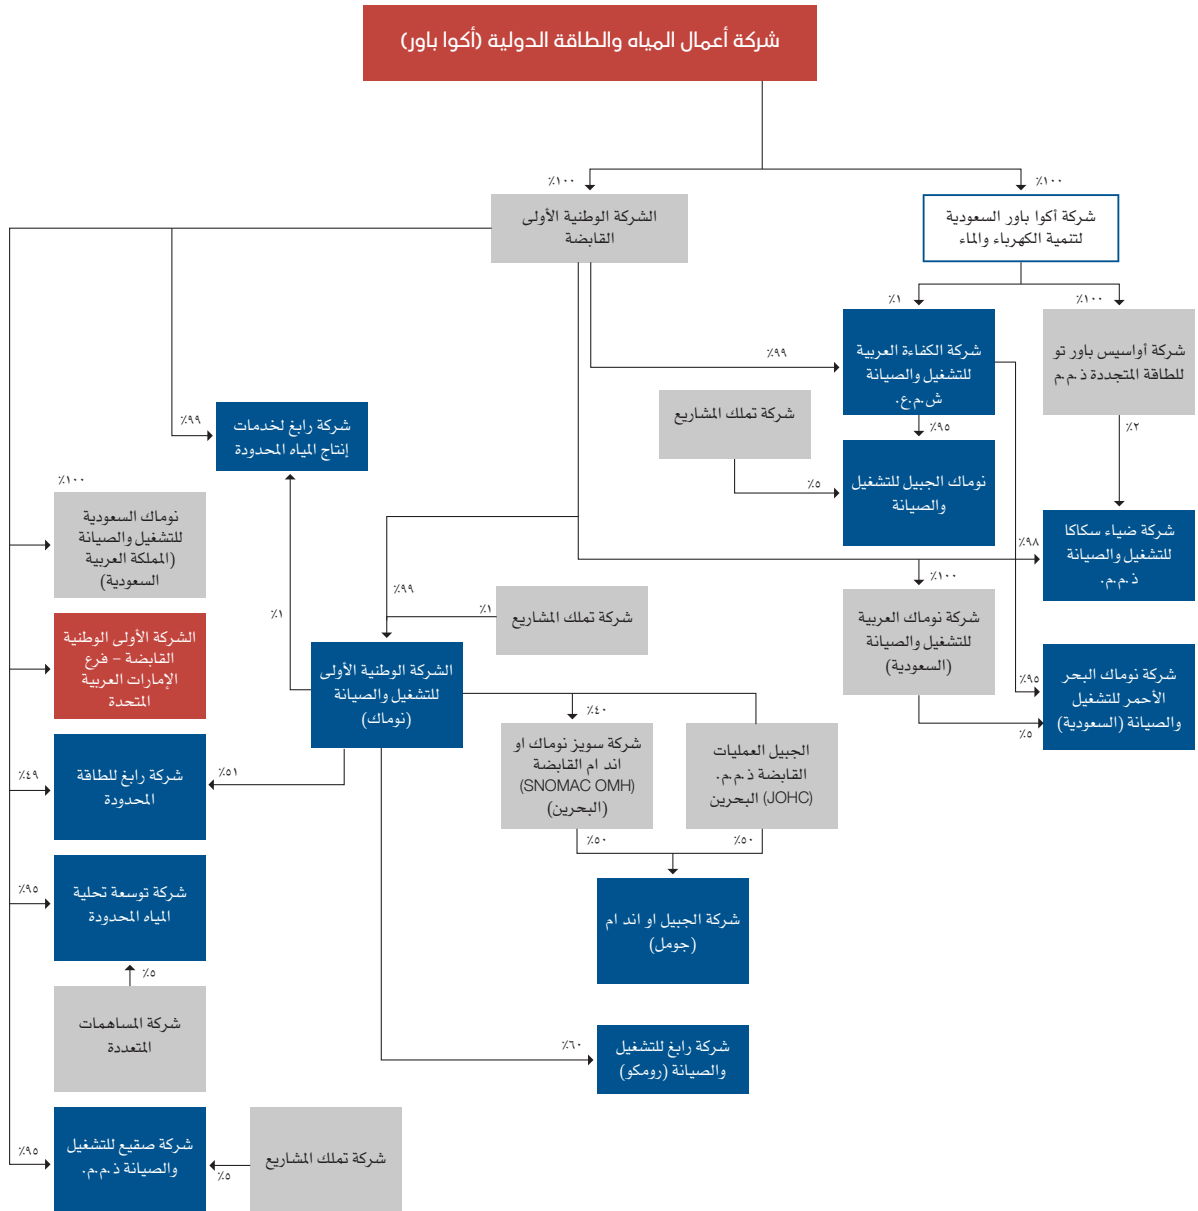 شركة أعمال المياه والطاقة الدولية (أكوا باور)
٪١٠٠
٪١٠٠
شركة أكوا باور السعودية
لتنمية الكهرباء والماء
الشركة الوطنية الأولى
القابضة
٪١٠٠
٪١
شركة أواسيس باور تو
للطاقة المتجددة ذ.م.م
شركة الكفاءة العربية
للتشغيل والصيانة
ش.م.ع.
٪٩٩
٪٢
٪٩٥
شركة تملك المشاريع
٪٥
نوماك الجبيل للتشغيل
والصيانة
٪٩٩
شركة رابغ لخدمات
إنتاج المياه المحدودة
٪١٠٠
نوماك السعودية
للتشغيل والصيانة
(المملكة العربية
السعودية)
شركة ضياء سكاكا
للتشغيل والصيانة
ذ.م.م.
٪٩٨
٪١٠٠
شركة نوماك العربية
للتشغيل والصيانة
(السعودية)
٪٩٩
٪١
شركة تملك المشاريع
٪١
الشركة الأولى الوطنية
القابضة – فرع
الإمارات العربية
المتحدة
الشركة الوطنية الأولى
للتشغيل والصيانة
(نوماك)
شركة نوماك البحر
الأحمر للتشغيل
والصيانة (السعودية)
٪٩٥
٪٥
٪٤٠
الجبيل العمليات
القابضة ذ.م.م.
(JOHC) البحرين
شركة سويز نوماك او
اند ام القابضة
(SNOMAC OMH)
(البحرين)
٪٥١
شركة رابغ للطاقة
المحدودة
٪٤٩
٪٥٠
٪٥٠
شركة الجبيل او اند ام
(جومل)
شركة توسعة تحلية
المياه المحدودة
٪٩٥
٪٥
شركة المساهمات
المتعددة
شركة رابغ للتشغيل
والصيانة (رومكو)
٪٦٠
شركة تملك المشاريع
٪٥
شركة صقيع للتشغيل
والصيانة ذ.م.م.
٪٩٥